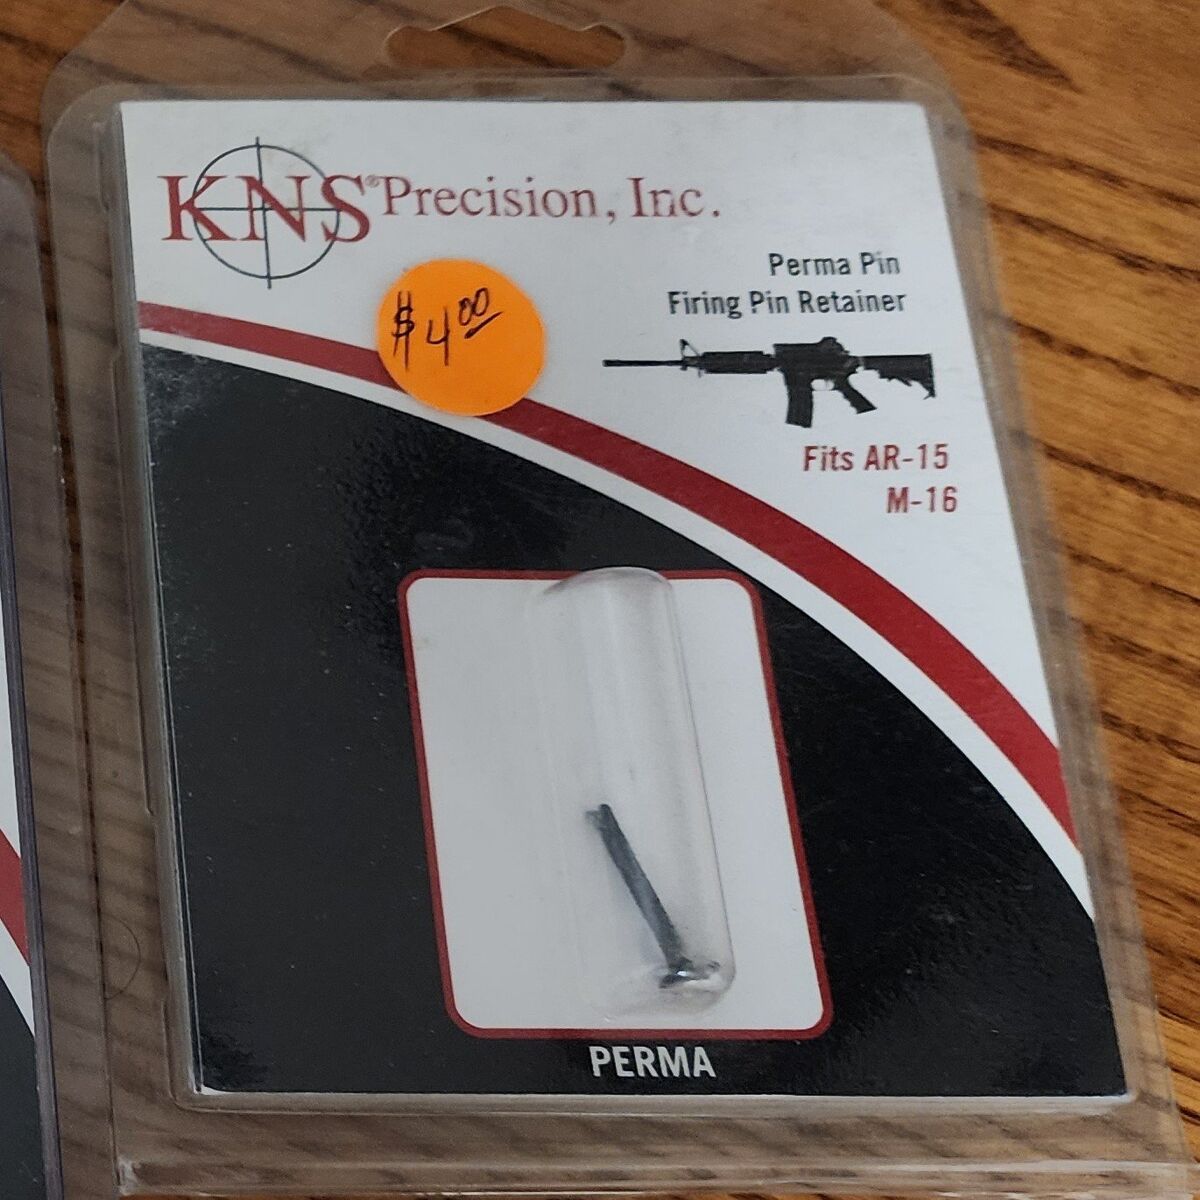 KNS® Precision, Inc.
$4.00
Perma Pin
Firing Pin Retainer
Fits AR-15
M-16
PERMA